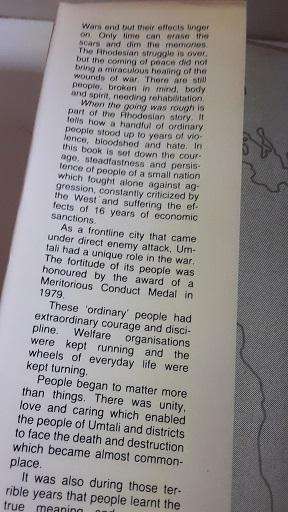 Wars end but their effects linger
on. Only time can erase the
scars and dim the memories.
The Rhodesian struggle is over,
but the coming of peace did not
bring a miraculous healing of the
wounds of war. There are still
people, broken in mind, body
and spirit, needing rehabilitation.
When the going was rough is
part of the Rhodesian story. It
tells how a handful of ordinary
people stood up to years of vio-
lence, bloodshed and hate. In
this book is set down the cour-
age, steadfastness and persis-
tence of people of a small nation
which fought alone against ag-
gression, constantly criticized by
the West and suffering the ef-
fects of 16 years of economic
sanctions.
As a frontline city that came
under direct enemy attack, Um-
tali had a unique role in the war.
The fortitude of its people was
honoured by the award of a
Meritorious Conduct Medal in
1979.
These 'ordinary' people had
extraordinary courage and disci-
pline. Welfare organisations
were kept running and the
wheels of everyday life were
kept turning.
People began to matter more
than things. There was unity,
love and caring which enabled
the people of Umtali and districts
to face the death and destruction
which became almost common-
place.
It was also during those ter-
rible years that people learnt the
true meaning